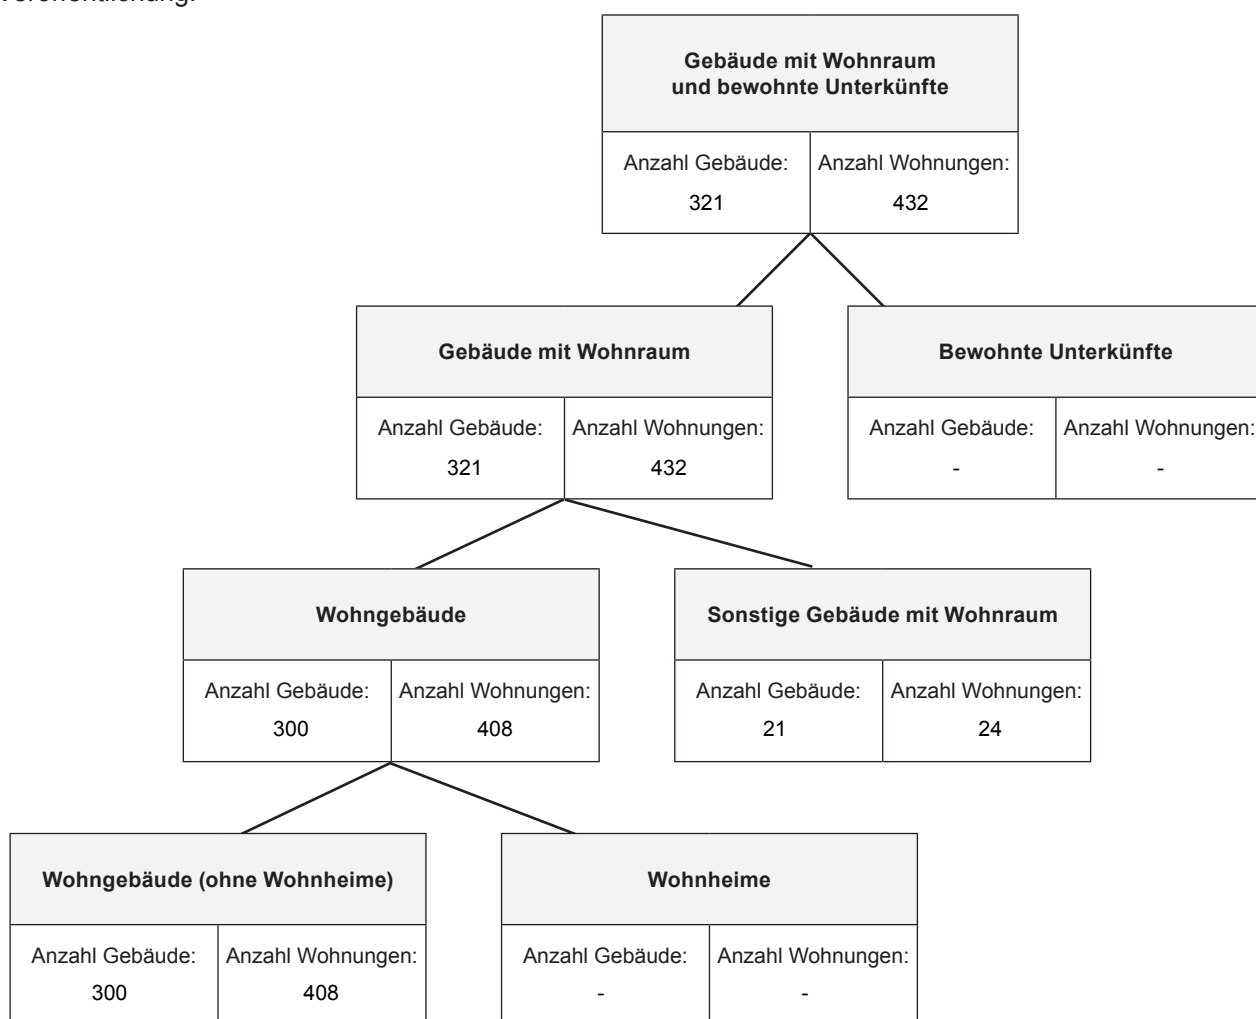 Veröffentlichung.
Gebäude mit Wohnraum
und bewohnte Unterkünfte
Anzahl Gebäude: Anzahl Wohnungen:
321 432
Gebäude mit Wohnraum Bewohnte Unterkünfte
Anzahl Gebäude: Anzahl Wohnungen: Anzahl Gebäude: Anzahl Wohnungen:
321 432 - -
Wohngebäude Sonstige Gebäude mit Wohnraum
Anzahl Gebäude: Anzahl Wohnungen: Anzahl Gebäude: Anzahl Wohnungen:
300 408 21 24
Wohngebäude (ohne Wohnheime) Wohnheime
Anzahl Gebäude: Anzahl Wohnungen: Anzahl Gebäude: Anzahl Wohnungen:
300 408 - -